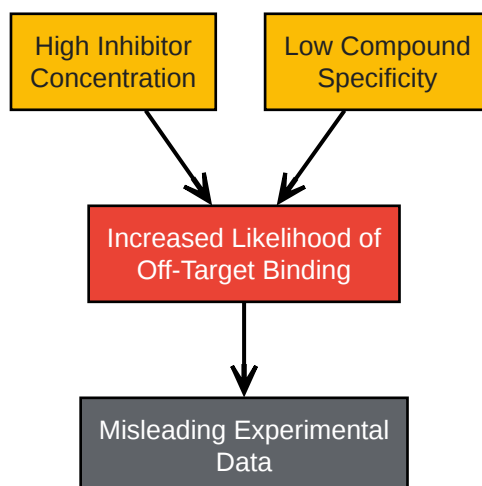 High Inhibitor
Concentration
Low Compound
Specificity
Increased Likelihood of
Off-Target Binding
Misleading Experimental
Data